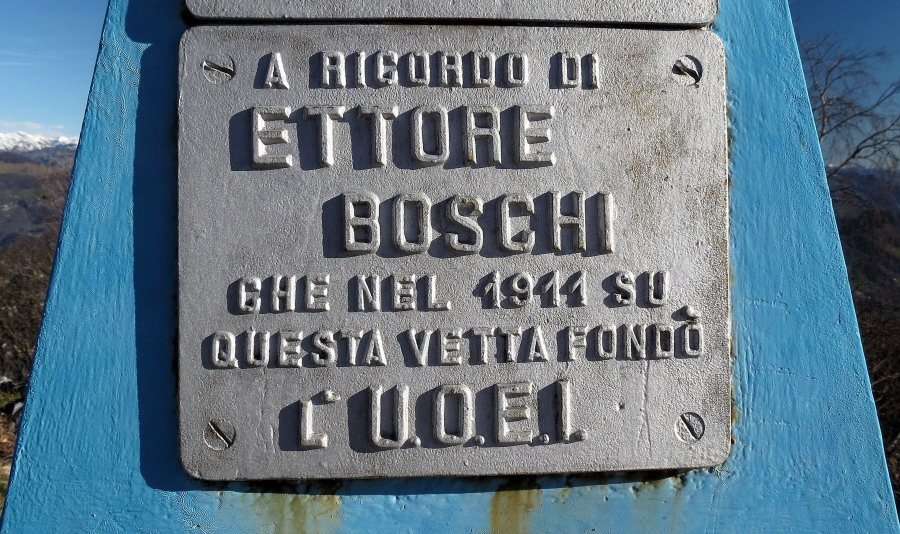 A RICORDO DI
ETTORE
BOSCHI
CHE NEL 1911 SU
QUESTA VETTA FONDÒ
L'U.O.E.I.